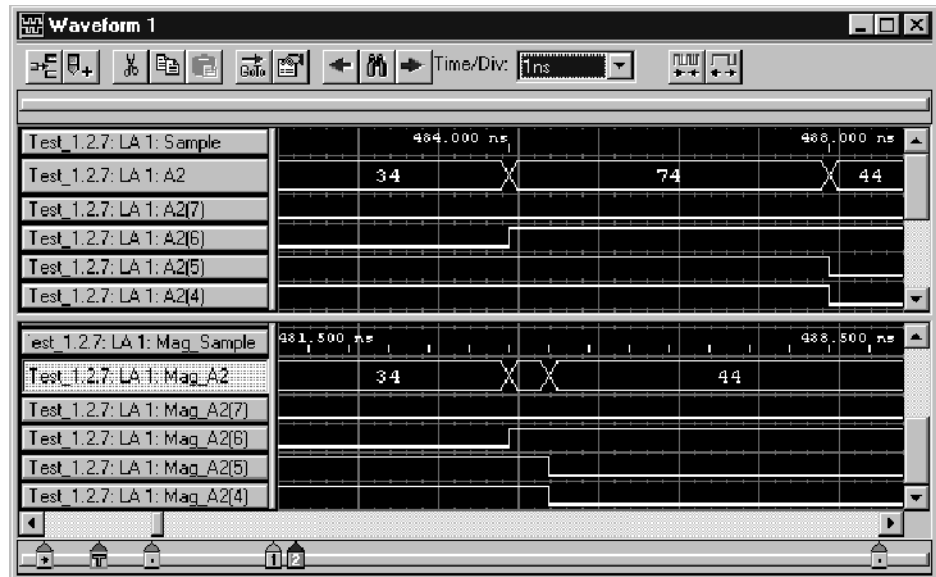 Waveform 1
GoTo Time/Div: 1ns
Test_1.2.7: LA 1: Sample 484.000 ns 488.000 ns
Test_1.2.7: LA 1: A2 34 74 44
Test_1.2.7: LA 1: A2(7)
Test_1.2.7: LA 1: A2(6)
Test_1.2.7: LA 1: A2(5)
Test_1.2.7: LA 1: A2(4)
est_1.2.7: LA 1: Mag_Sample 481.500 ns 488.500 ns
Test_1.2.7: LA 1: Mag_A2 34 44
Test_1.2.7: LA 1: Mag_A2(7)
Test_1.2.7: LA 1: Mag_A2(6)
Test_1.2.7: LA 1: Mag_A2(5)
Test_1.2.7: LA 1: Mag_A2(4)
T 1 2